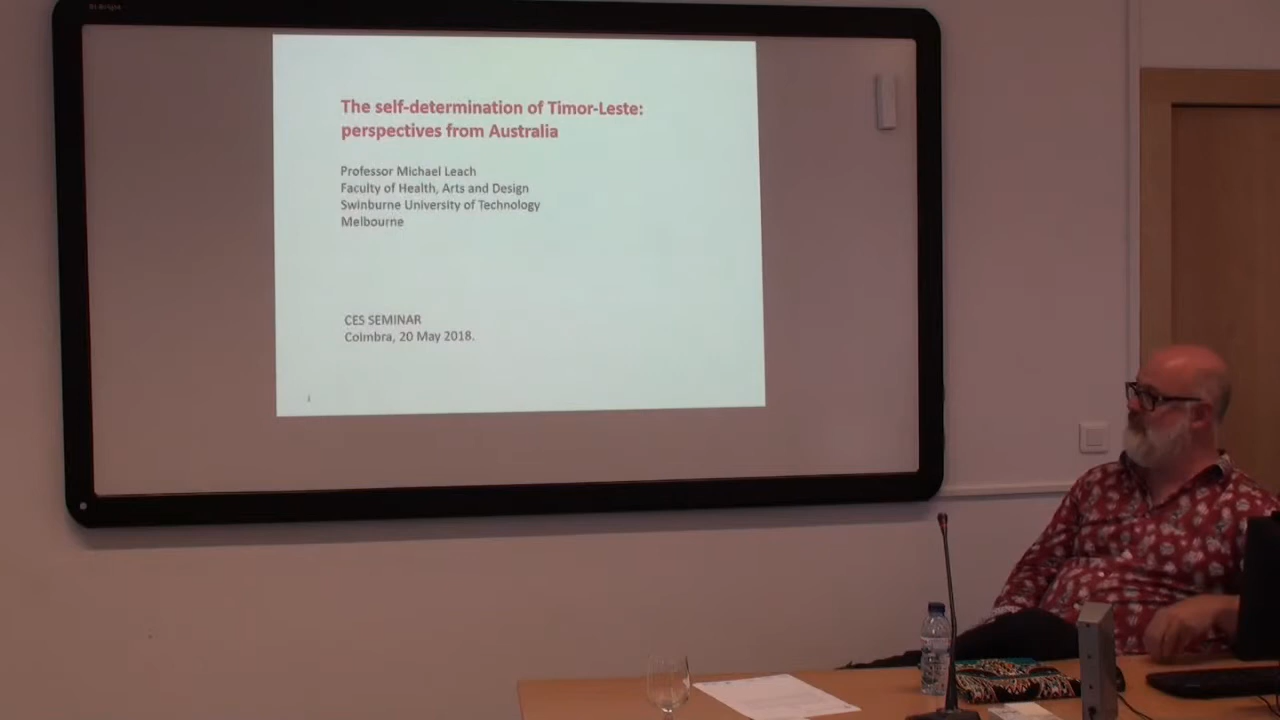 The self-determination of Timor-Leste:
perspectives from Australia
Professor Michael Leach
Faculty of Health, Arts and Design
Swinburne University of Technology
Melbourne
CES SEMINAR
Coimbra, 20 May 2018.